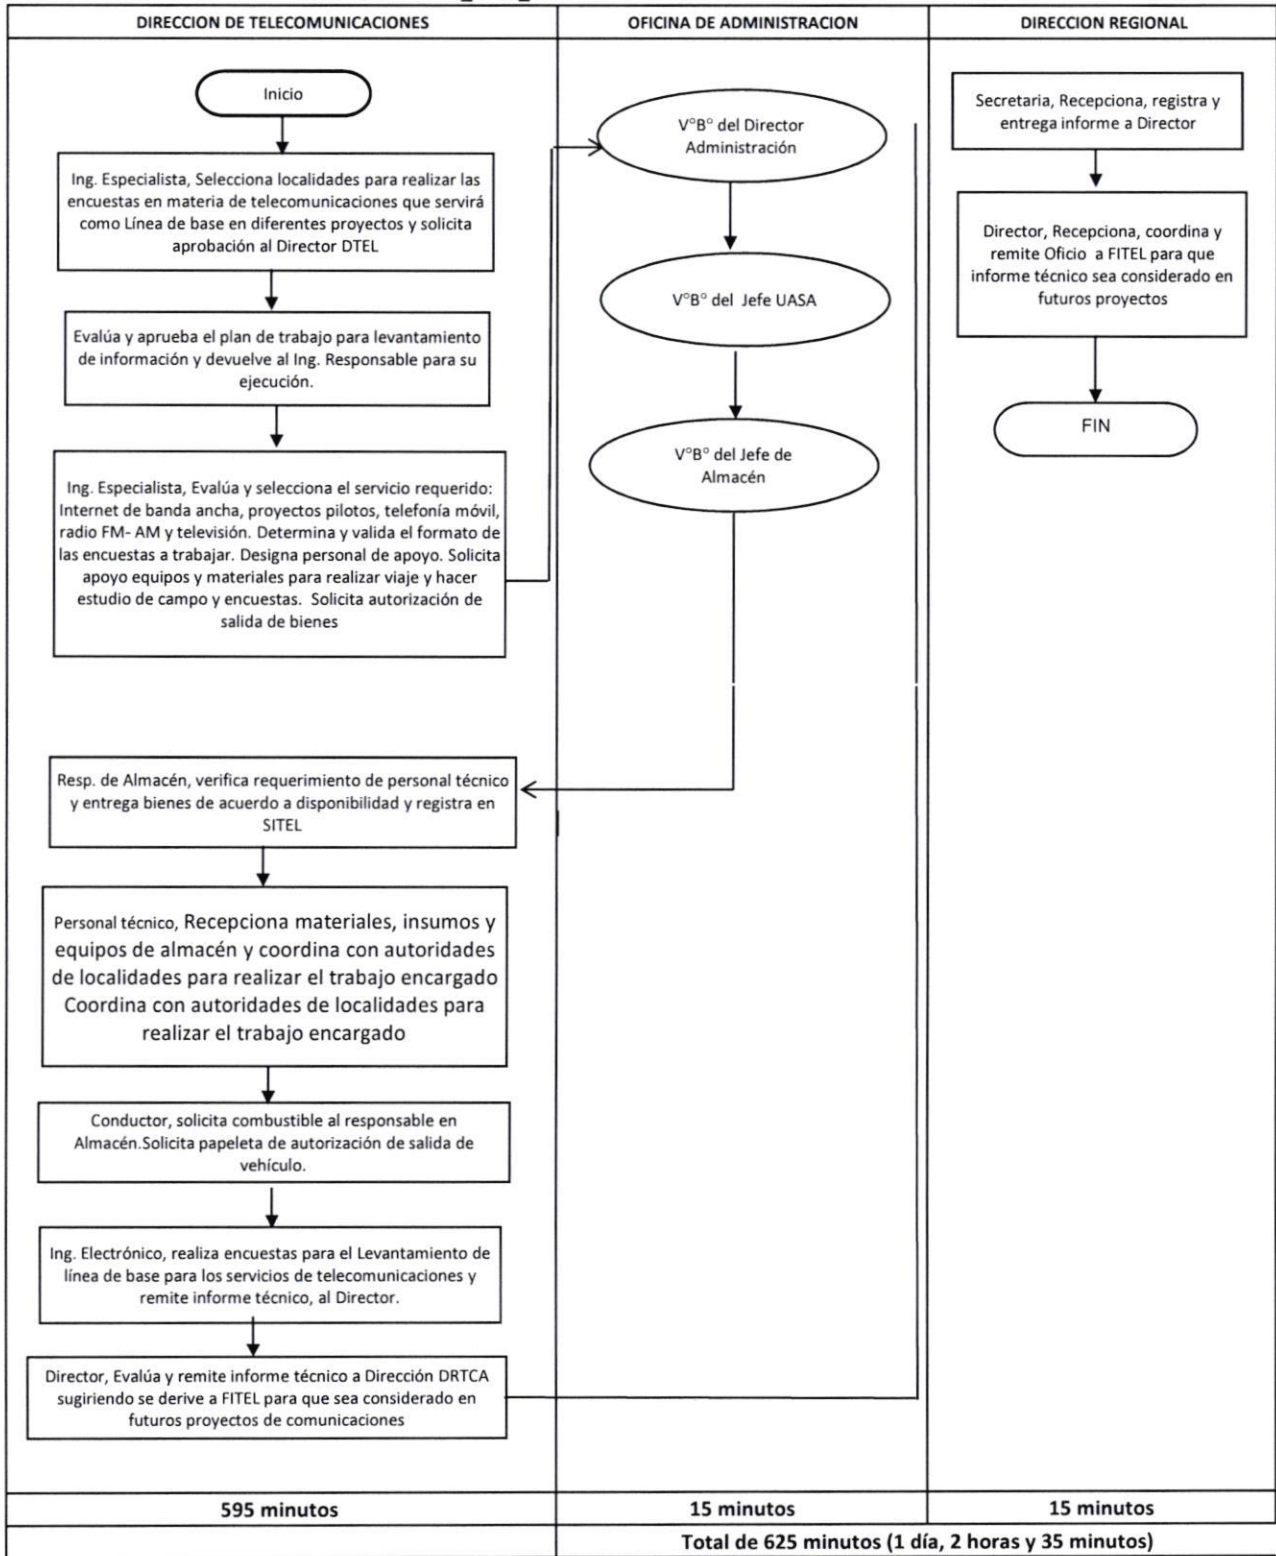 DIRECCION DE TELECOMUNICACIONES
OFICINA DE ADMINISTRACION
DIRECCION REGIONAL
Inicio
Ing. Especialista, Selecciona localidades para realizar las
encuestas en materia de telecomunicaciones que servirá
como Línea de base en diferentes proyectos y solicita
aprobación al Director DTEL
Evalúa y aprueba el plan de trabajo para levantamiento
de información y devuelve al Ing. Responsable para su
ejecución.
Ing. Especialista, Evalúa y selecciona el servicio requerido:
Internet de banda ancha, proyectos pilotos, telefonía móvil,
radio FM- AM y televisión. Determina y valida el formato de
las encuestas a trabajar. Designa personal de apoyo. Solicita
apoyo equipos y materiales para realizar viaje y hacer
estudio de campo y encuestas. Solicita autorización de
salida de bienes
V°B° del Director
Administración
V°B° del Jefe UASA
V°B° del Jefe de
Almacén
Resp. de Almacén, verifica requerimiento de personal técnico
y entrega bienes de acuerdo a disponibilidad y registra en
SITEL
Personal técnico, Recepciona materiales, insumos y
equipos de almacén y coordina con autoridades
de localidades para realizar el trabajo encargado
Coordina con autoridades de localidades para
realizar el trabajo encargado
Conductor, solicita combustible al responsable en
Almacén.Solicita papeleta de autorización de salida de
vehículo.
Ing. Electrónico, realiza encuestas para el Levantamiento de
línea de base para los servicios de telecomunicaciones y
remite informe técnico, al Director.
Director, Evalúa y remite informe técnico a Dirección DRTCA
sugiriendo se derive a FITEL para que sea considerado en
futuros proyectos de comunicaciones
Secretaria, Recepciona, registra y
entrega informe a Director
Director, Recepciona, coordina y
remite Oficio a FITEL para que
informe técnico sea considerado en
futuros proyectos
FIN
595 minutos
15 minutos
15 minutos
Total de 625 minutos (1 día, 2 horas y 35 minutos)